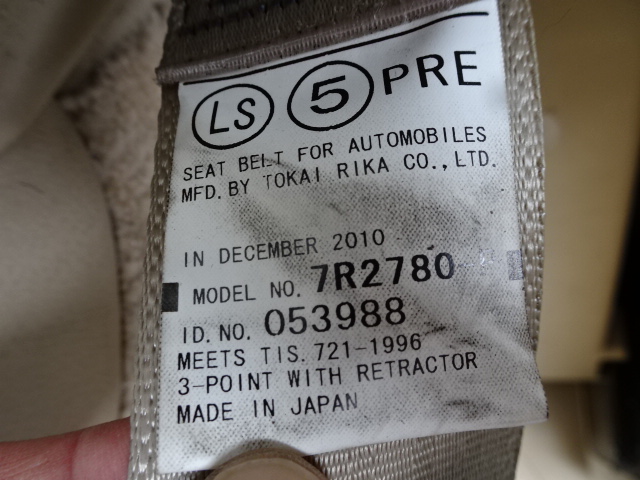 LS 5 PRE
SEAT BELT FOR AUTOMOBILES
MFD. BY TOKAI RIKA CO., LTD.
IN DECEMBER 2010
MODEL NO. 7R2780
ID. NO. 053988
MEETS TIS. 721-1996
3-POINT WITH RETRACTOR
MADE IN JAPAN